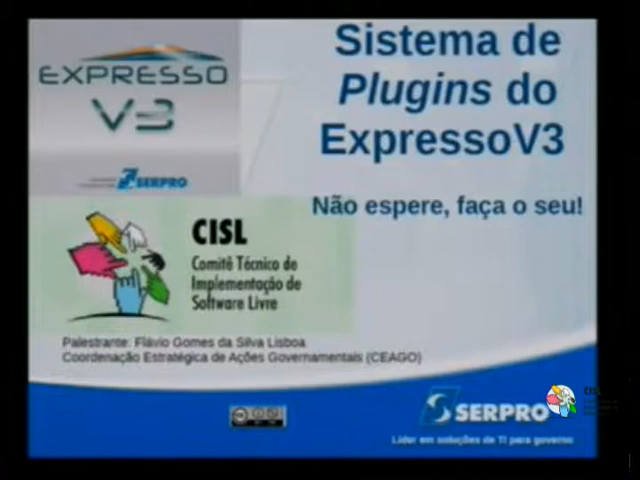 EXPRESSO
V3
SERPRO
Sistema de
Plugins do
ExpressoV3
Não espere, faça o seu!
CISL
Comitê Técnico de
Implementação de
Software Livre
Palestrante: Flávio Gomes da Silva Lisboa
Coordenação Estratégica de Ações Governamentais (CEAGO)
SERPRO
Líder em soluções de TI para governo
CISL